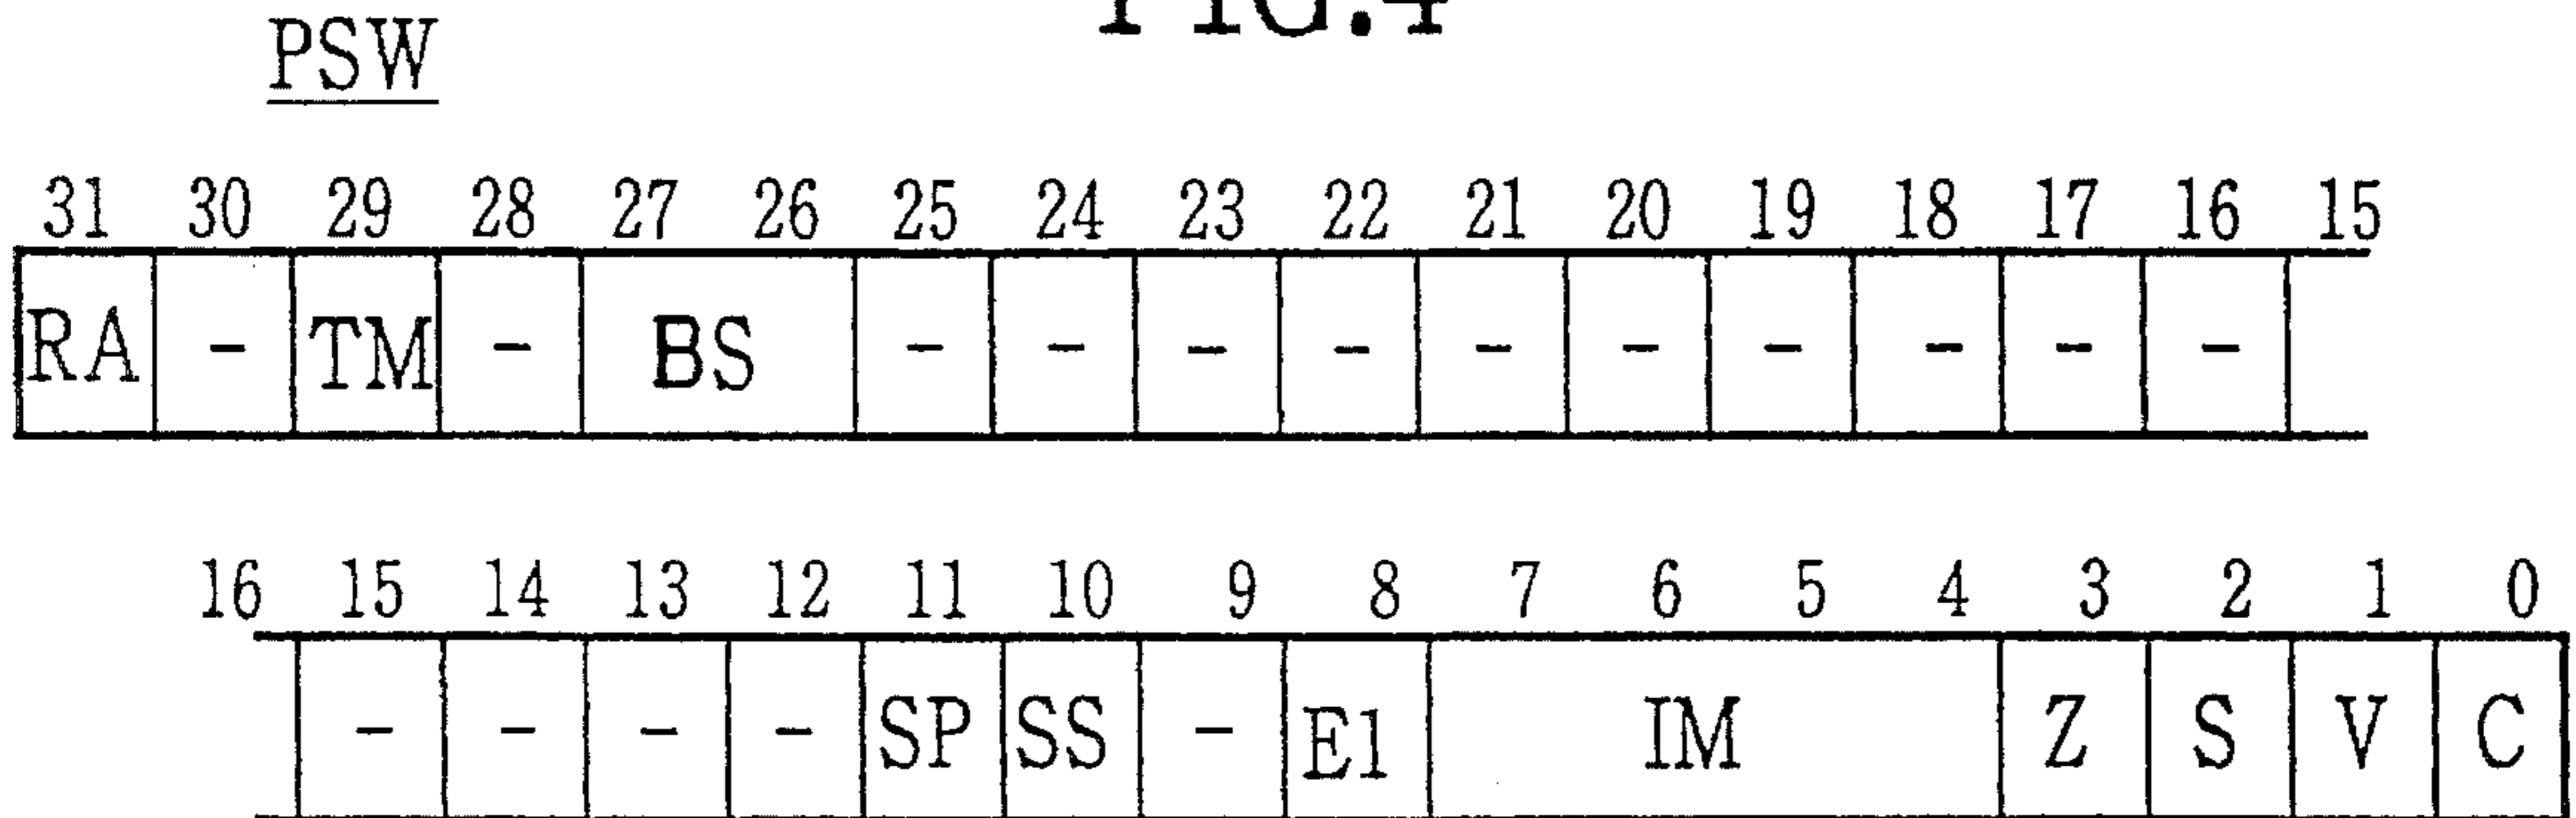 FIG.4
PSW
31 30 29 28 27 26 25 24 23 22 21 20 19 18 17 16 15
RA - TM - BS - - - - - - - - - -
16 15 14 13 12 11 10 9 8 7 6 5 4 3 2 1 0
- - - - SP SS - E1 IM Z S V C